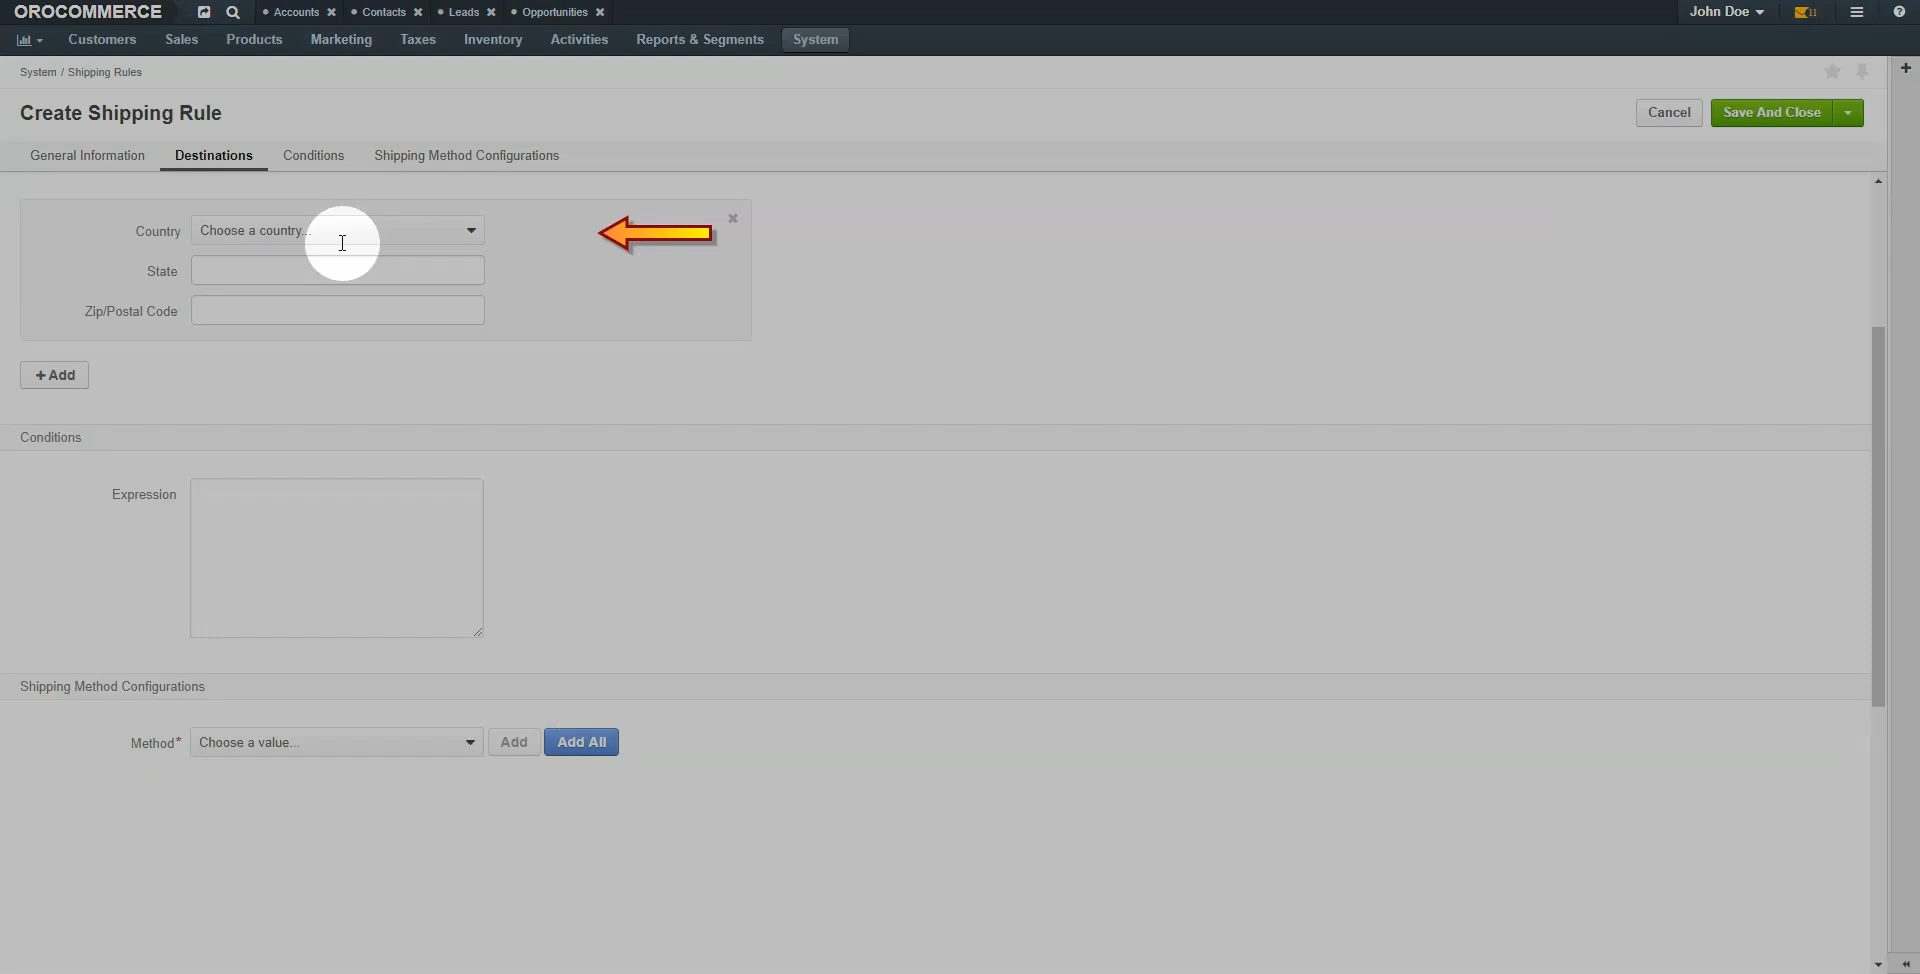 OROCOMMERCE
• Accounts × • Contacts × • Leads × • Opportunities ×
John Doe
11
Customers Sales Products Marketing Taxes Inventory Activities Reports & Segments System
System / Shipping Rules
Create Shipping Rule
Cancel Save And Close
General Information Destinations Conditions Shipping Method Configurations
Country Choose a country...
State
Zip/Postal Code
+ Add
Conditions
Expression
Shipping Method Configurations
Method* Choose a value... Add Add All